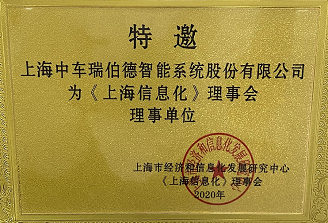 特邀
上海中车瑞伯德智能系统股份有限公司
为《上海信息化》理事会
理事单位
上海市经济和信息化发展研究中心
《上海信息化》理事会
2020年